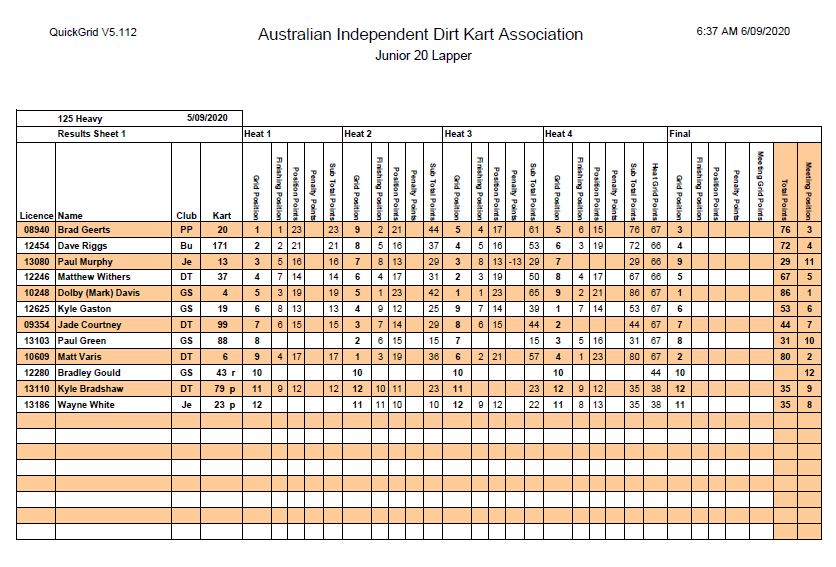 QuickGrid V5.112
Australian Independent Dirt Kart Association
6:37 AM 6/09/2020
Junior 20 Lapper
125 Heavy 5/09/2020
Results Sheet 1 Heat 1 Heat 2 Heat 3 Heat 4 Final
Licence Name Club Kart Grid Position Finishing Position Position Points Penalty Points Sub Total Points Grid Position Finishing Position Position Points Penalty Points Sub Total Points Grid Position Finishing Position Position Points Penalty Points Sub Total Points Grid Position Finishing Position Position Points Penalty Points Sub Total Points Heat Grid Points Grid Position Finishing Position Position Points Penalty Points Meeting Grid Points Total Points Meeting Position
08940 Brad Geerts PP 20 1 1 23 23 9 2 21 44 5 4 17 61 5 6 15 76 67 3 76 3
12454 Dave Riggs Bu 171 2 2 21 21 8 5 16 37 4 5 16 53 6 3 19 72 66 4 72 4
13080 Paul Murphy Je 13 3 5 16 16 7 8 13 29 3 8 13 -13 29 7 29 66 9 29 11
12246 Matthew Withers DT 37 4 7 14 14 6 4 17 31 2 3 19 50 8 4 17 67 66 5 67 5
10248 Dolby (Mark) Davis GS 4 5 3 19 19 5 1 23 42 1 1 23 65 9 2 21 86 67 1 86 1
12625 Kyle Gaston GS 19 6 8 13 13 4 9 12 25 9 7 14 39 1 7 14 53 67 6 53 6
09354 Jade Courtney DT 99 7 6 15 15 3 7 14 29 8 6 15 44 2 44 67 7 44 7
13103 Paul Green GS 88 8 2 6 15 15 7 15 3 5 16 31 67 8 31 10
10609 Matt Varis DT 6 9 4 17 17 1 3 19 36 6 2 21 57 4 1 23 80 67 2 80 2
12280 Bradley Gould GS 43 r 10 10 10 10 44 10 12
13110 Kyle Bradshaw DT 79 p 11 9 12 12 12 10 11 23 11 23 12 9 12 35 38 12 35 9
13186 Wayne White Je 23 p 12 11 11 10 10 12 9 12 22 11 8 13 35 38 11 35 8